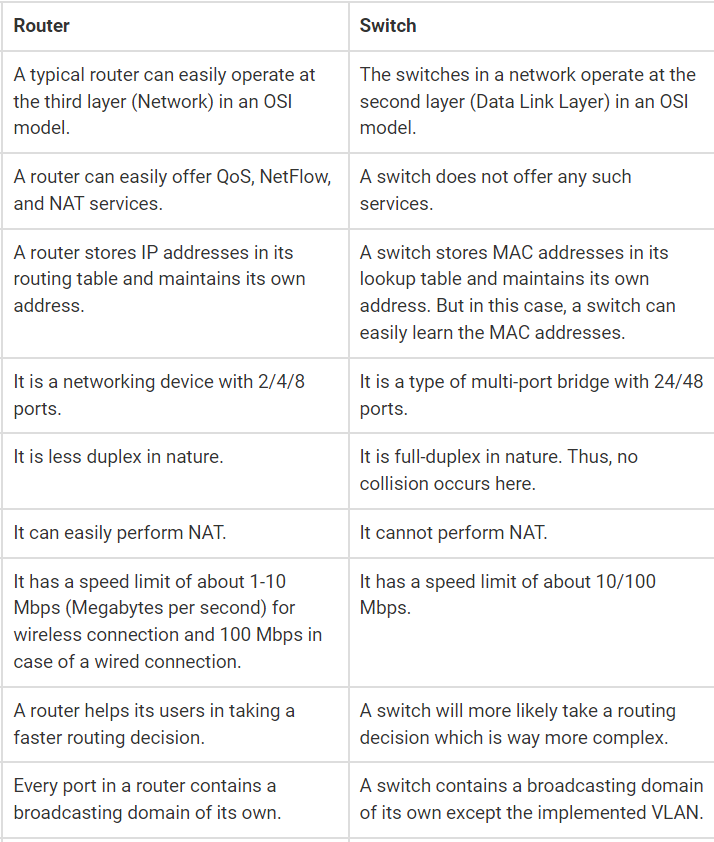 Router
Switch
A typical router can easily operate at
the third layer (Network) in an OSI
model.
The switches in a network operate at the
second layer (Data Link Layer) in an OSI
model.
A router can easily offer QoS, NetFlow,
and NAT services.
A switch does not offer any such
services.
A router stores IP addresses in its
routing table and maintains its own
address.
A switch stores MAC addresses in its
lookup table and maintains its own
address. But in this case, a switch can
easily learn the MAC addresses.
It is a networking device with 2/4/8
ports.
It is a type of multi-port bridge with 24/48
ports.
It is less duplex in nature.
It is full-duplex in nature. Thus, no
collision occurs here.
It can easily perform NAT.
It cannot perform NAT.
It has a speed limit of about 1-10
Mbps (Megabytes per second) for
wireless connection and 100 Mbps in
case of a wired connection.
It has a speed limit of about 10/100
Mbps.
A router helps its users in taking a
faster routing decision.
A switch will more likely take a routing
decision which is way more complex.
Every port in a router contains a
broadcasting domain of its own.
A switch contains a broadcasting domain
of its own except the implemented VLAN.